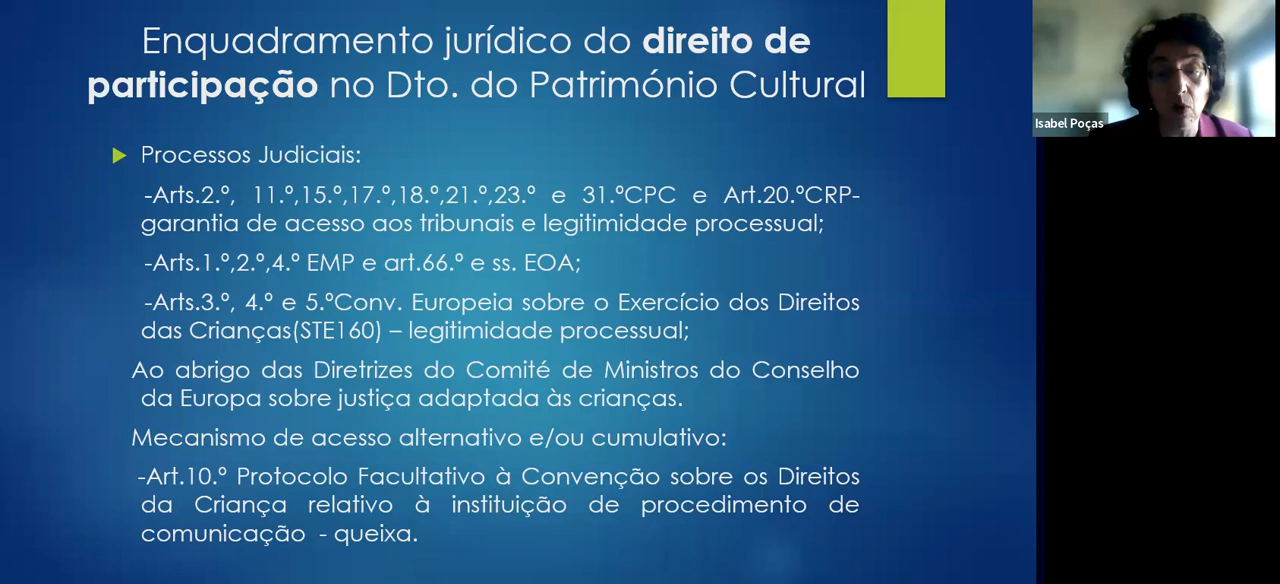 Enquadramento jurídico do direito de
participação no Dto. do Património Cultural
Isabel Poças
Processos Judiciais:
-Arts.2.º, 11.º,15.º,17.º,18.º,21.º,23.º e 31.ºCPC e Art.20.ºCRP-
garantia de acesso aos tribunais e legitimidade processual;
-Arts.1.º,2.º,4.º EMP e art.66.º e ss. EOA;
-Arts.3.º, 4.º e 5.ºConv. Europeia sobre o Exercício dos Direitos
das Crianças(STE160) – legitimidade processual;
Ao abrigo das Diretrizes do Comité de Ministros do Conselho
da Europa sobre justiça adaptada às crianças.
Mecanismo de acesso alternativo e/ou cumulativo:
-Art.10.º Protocolo Facultativo à Convenção sobre os Direitos
da Criança relativo à instituição de procedimento de
comunicação - queixa.